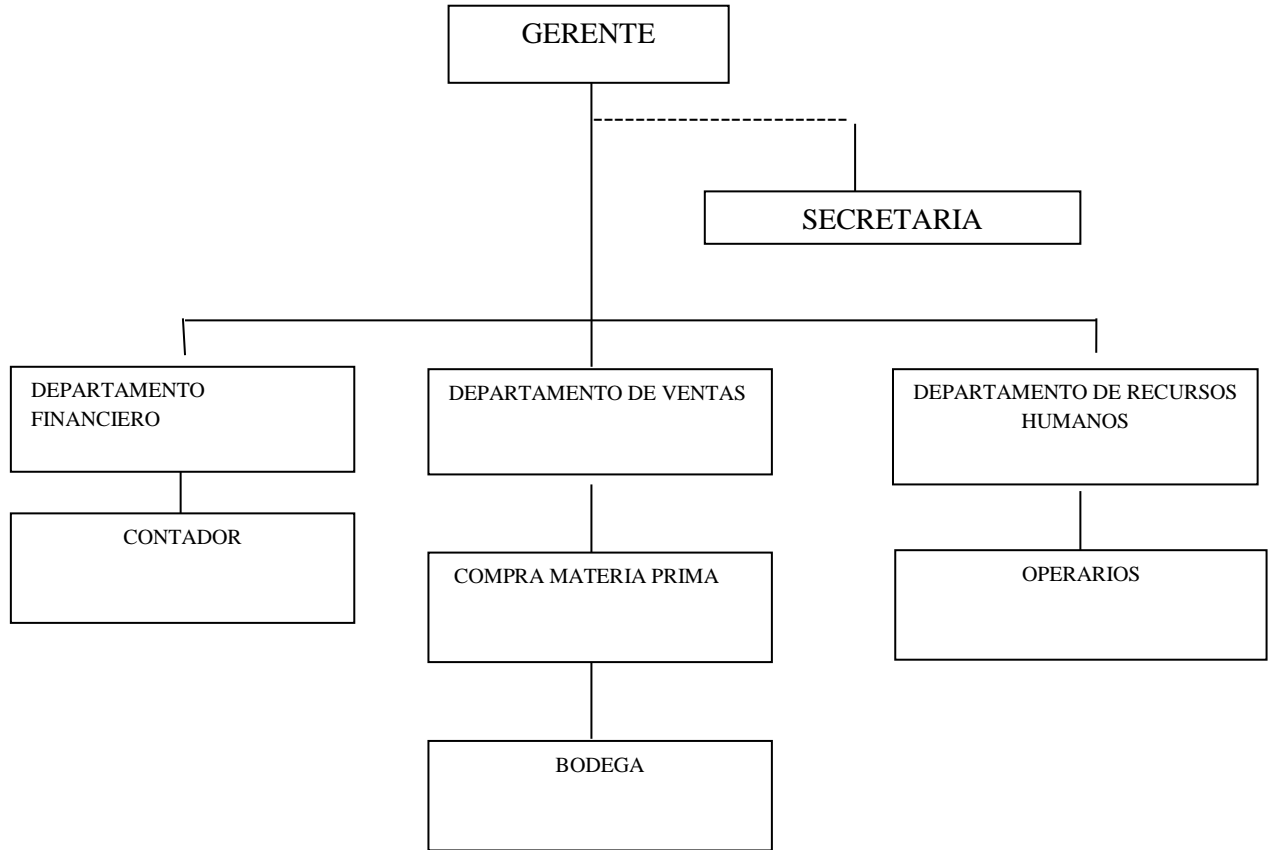 GERENTE
SECRETARIA
DEPARTAMENTO
FINANCIERO
DEPARTAMENTO DE VENTAS
DEPARTAMENTO DE RECURSOS
HUMANOS
CONTADOR
COMPRA MATERIA PRIMA
OPERARIOS
BODEGA